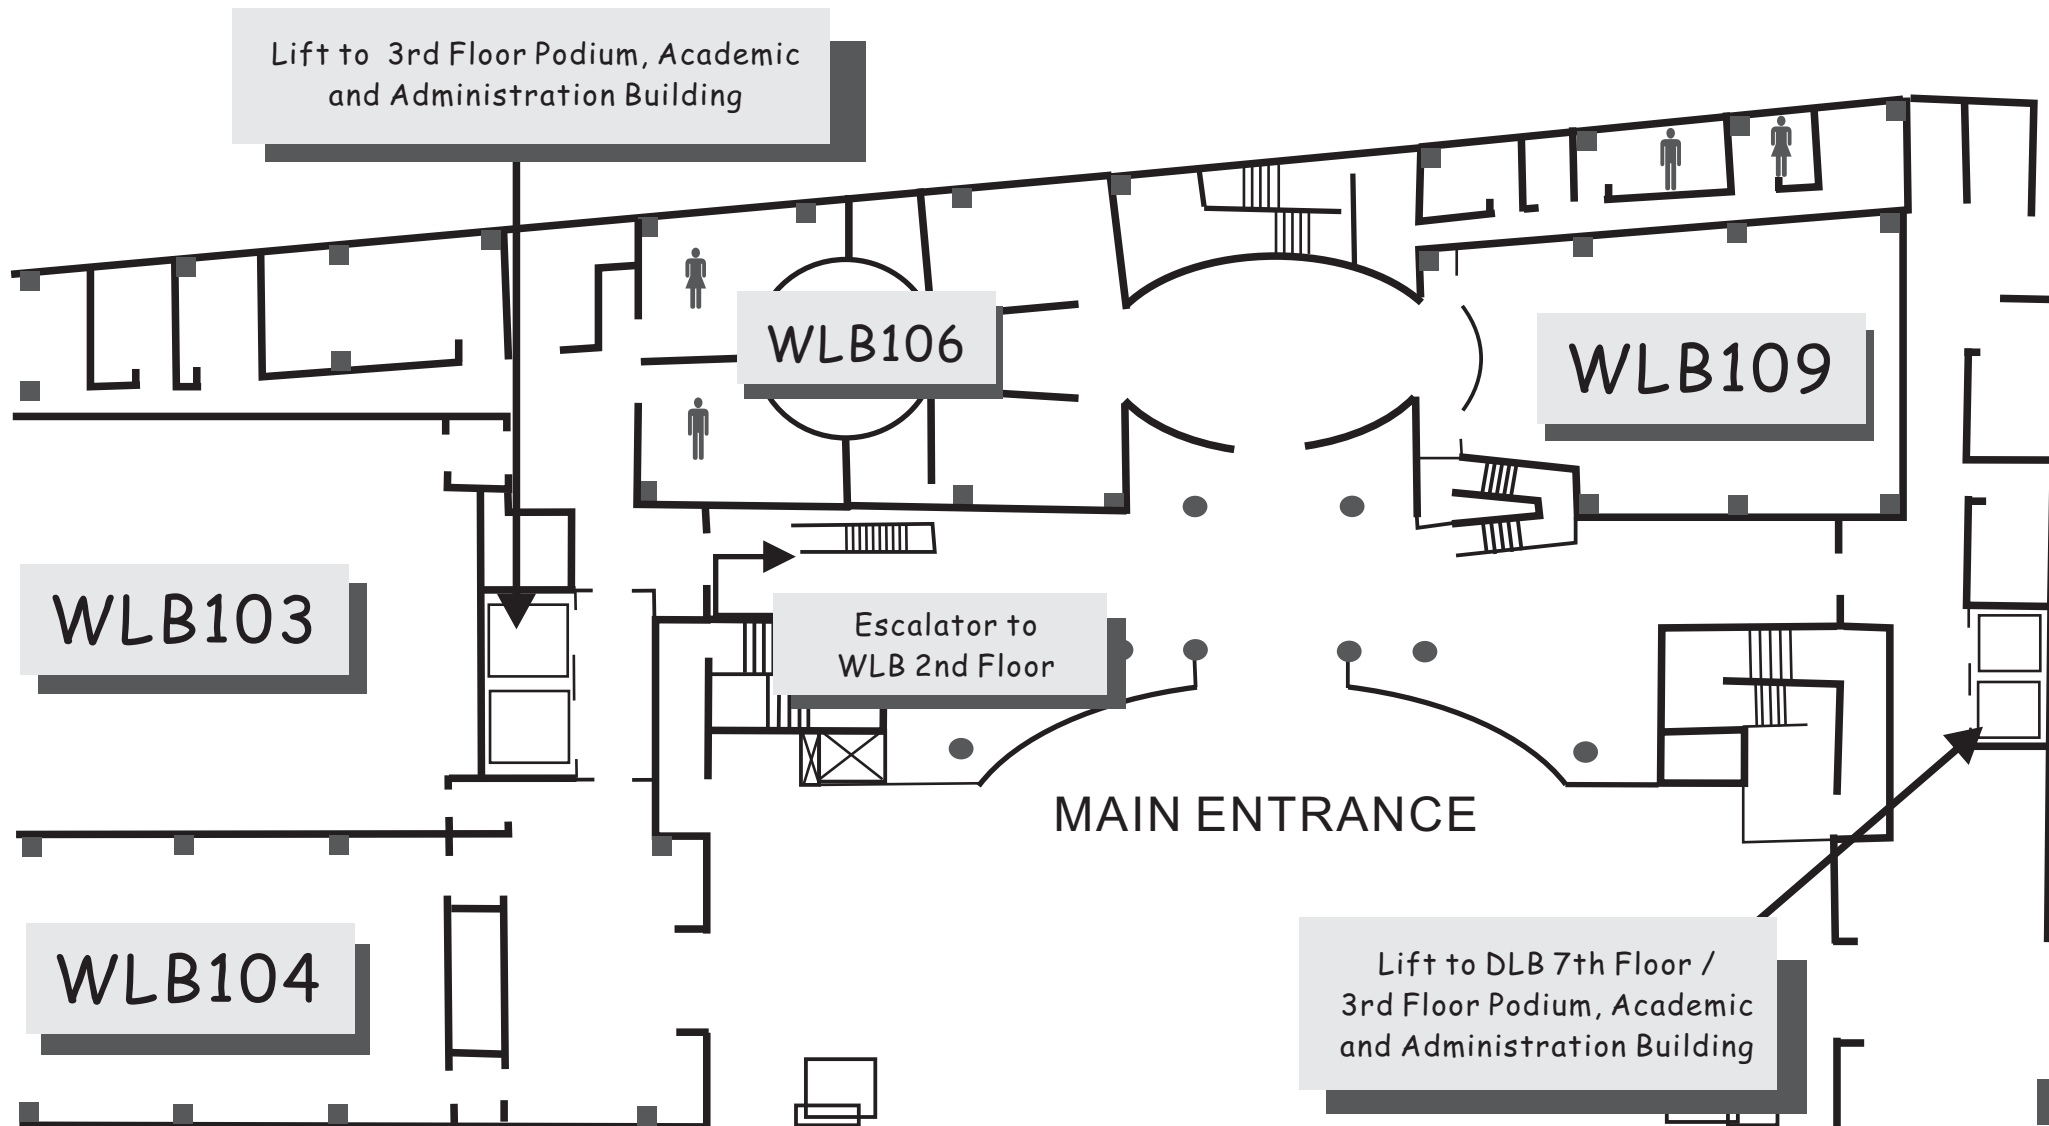 Lift to 3rd Floor Podium, Academic
and Administration Building
WLB106
WLB109
WLB103
Escalator to
WLB 2nd Floor
MAIN ENTRANCE
WLB104
Lift to DLB 7th Floor /
3rd Floor Podium, Academic
and Administration Building